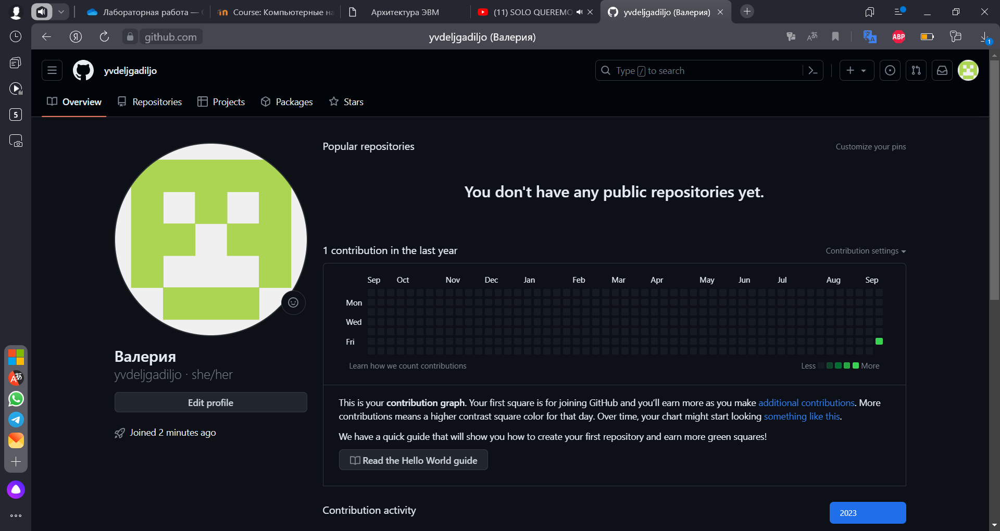 Лабораторная работа —
Course: Компьютерные на
Архитектура ЭВМ
(11) SOLO QUEREMO
yvdeljgadiljo (Валерия)
Я
github.com
yvdeljgadiljo (Валерия)
ABP
1
5
yvdeljgadiljo
Type / to search
Overview
Repositories
Projects
Packages
Stars
Popular repositories
Customize your pins
You don't have any public repositories yet.
1 contribution in the last year
Contribution settings
Sep Oct Nov Dec Jan Feb Mar Apr May Jun Jul Aug Sep
Mon
Wed
Fri
Learn how we count contributions
Less More
Валерия
yvdeljgadiljo · she/her
Edit profile
Joined 2 minutes ago
This is your contribution graph. Your first square is for joining GitHub and you'll earn more as you make additional contributions. More
contributions means a higher contrast square color for that day. Over time, your chart might start looking something like this.
We have a quick guide that will show you how to create your first repository and earn more green squares!
Read the Hello World guide
Contribution activity
2023